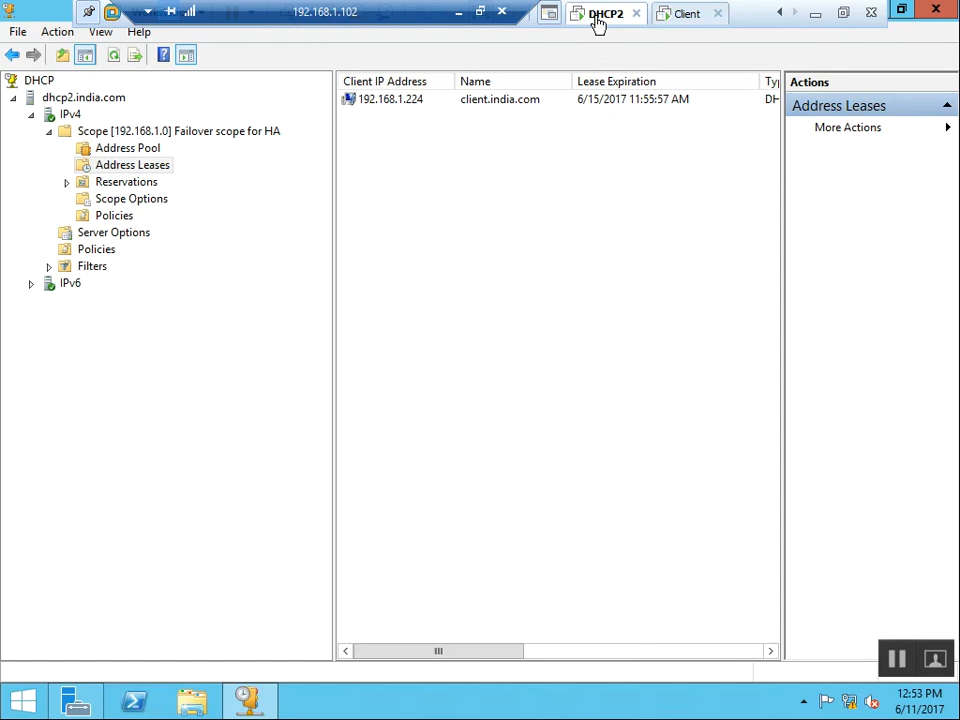 192.168.1.102
DHCP2
Client
File Action View Help
DHCP
dhcp2.india.com
IPv4
Scope [192.168.1.0] Failover scope for HA
Address Pool
Address Leases
Reservations
Scope Options
Policies
Server Options
Policies
Filters
IPv6
Client IP Address Name Lease Expiration Typ
192.168.1.224 client.india.com 6/15/2017 11:55:57 AM DH
Actions
Address Leases
More Actions
12:53 PM
6/11/2017